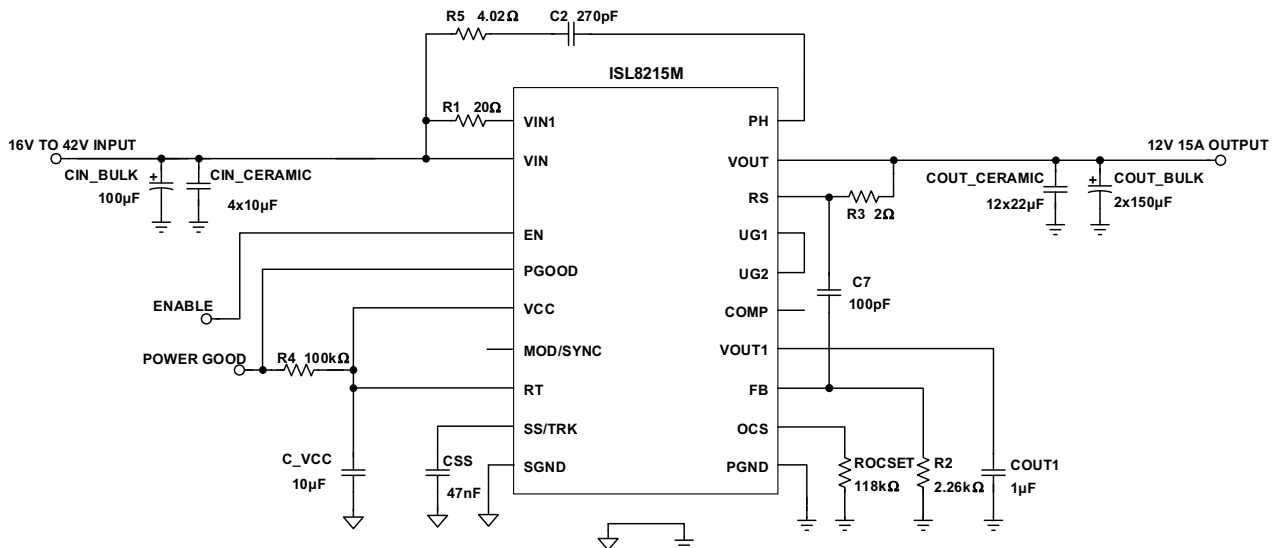 R5 4.02Ω
C2 270pF
ISL8215M
R1 20Ω
VIN1
PH
16V TO 42V INPUT
VIN
VOUT
12V 15A OUTPUT
CIN_BULK
100µF
CIN_CERAMIC
4x10µF
COUT_CERAMIC
12x22µF
COUT_BULK
2x150µF
+
+
RS
R3 2Ω
EN
UG1
PGOOD
UG2
C7
100pF
ENABLE
VCC
COMP
POWER GOOD
R4 100kΩ
MOD/SYNC
VOUT1
RT
FB
SS/TRK
OCS
C_VCC
10µF
CSS
47nF
SGND
PGND
ROCSET
118kΩ
R2
2.26kΩ
COUT1
1µF